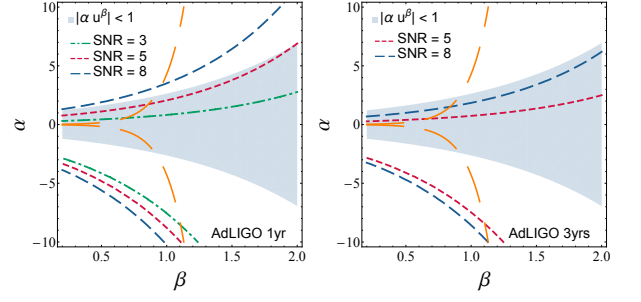 |α u^β| < 1
SNR = 3
SNR = 5
SNR = 8
AdLIGO 1yr
α
10
5
0
-5
-10
0.5
1.0
1.5
2.0
β
|α u^β| < 1
SNR = 5
SNR = 8
AdLIGO 3yrs
α
10
5
0
-5
-10
0.5
1.0
1.5
2.0
β